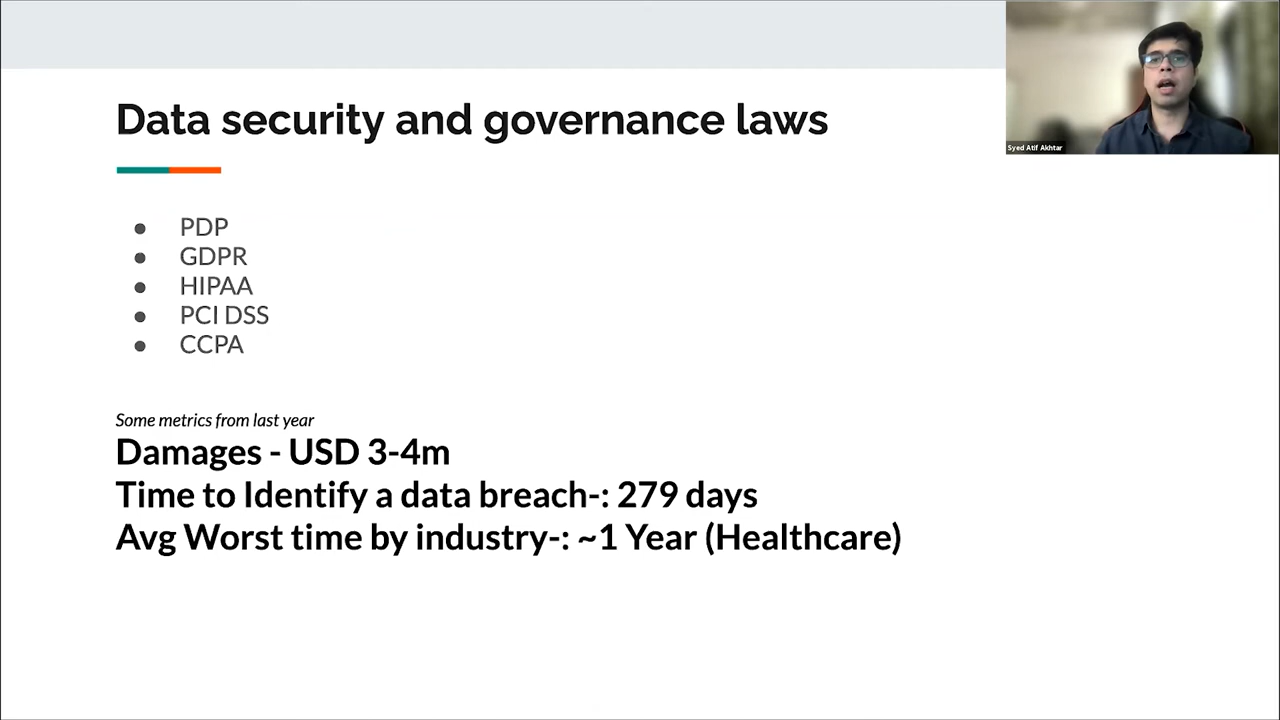 Data security and governance laws
Syed Atif Akhtar
● PDP
● GDPR
● HIPAA
● PCI DSS
● CCPA
Some metrics from last year
Damages - USD 3-4m
Time to Identify a data breach-: 279 days
Avg Worst time by industry-: ~1 Year (Healthcare)